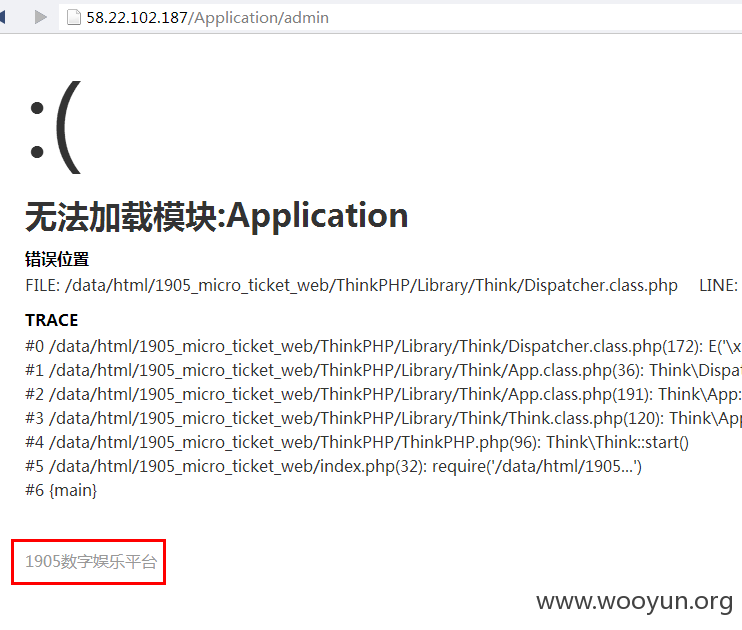 58.22.102.187/Application/admin
:(
无法加载模块:Application
错误位置
FILE: /data/html/1905_micro_ticket_web/ThinkPHP/Library/Think/Dispatcher.class.php LINE:
TRACE
#0 /data/html/1905_micro_ticket_web/ThinkPHP/Library/Think/Dispatcher.class.php(172): E('\x
#1 /data/html/1905_micro_ticket_web/ThinkPHP/Library/Think/App.class.php(36): Think\Dispat
#2 /data/html/1905_micro_ticket_web/ThinkPHP/Library/Think/App.class.php(191): Think\App:
#3 /data/html/1905_micro_ticket_web/ThinkPHP/Library/Think/Think.class.php(120): Think\App
#4 /data/html/1905_micro_ticket_web/ThinkPHP/ThinkPHP.php(96): Think\Think::start()
#5 /data/html/1905_micro_ticket_web/index.php(32): require('/data/html/1905...')
#6 {main}
1905数字娱乐平台
www.wooyun.org